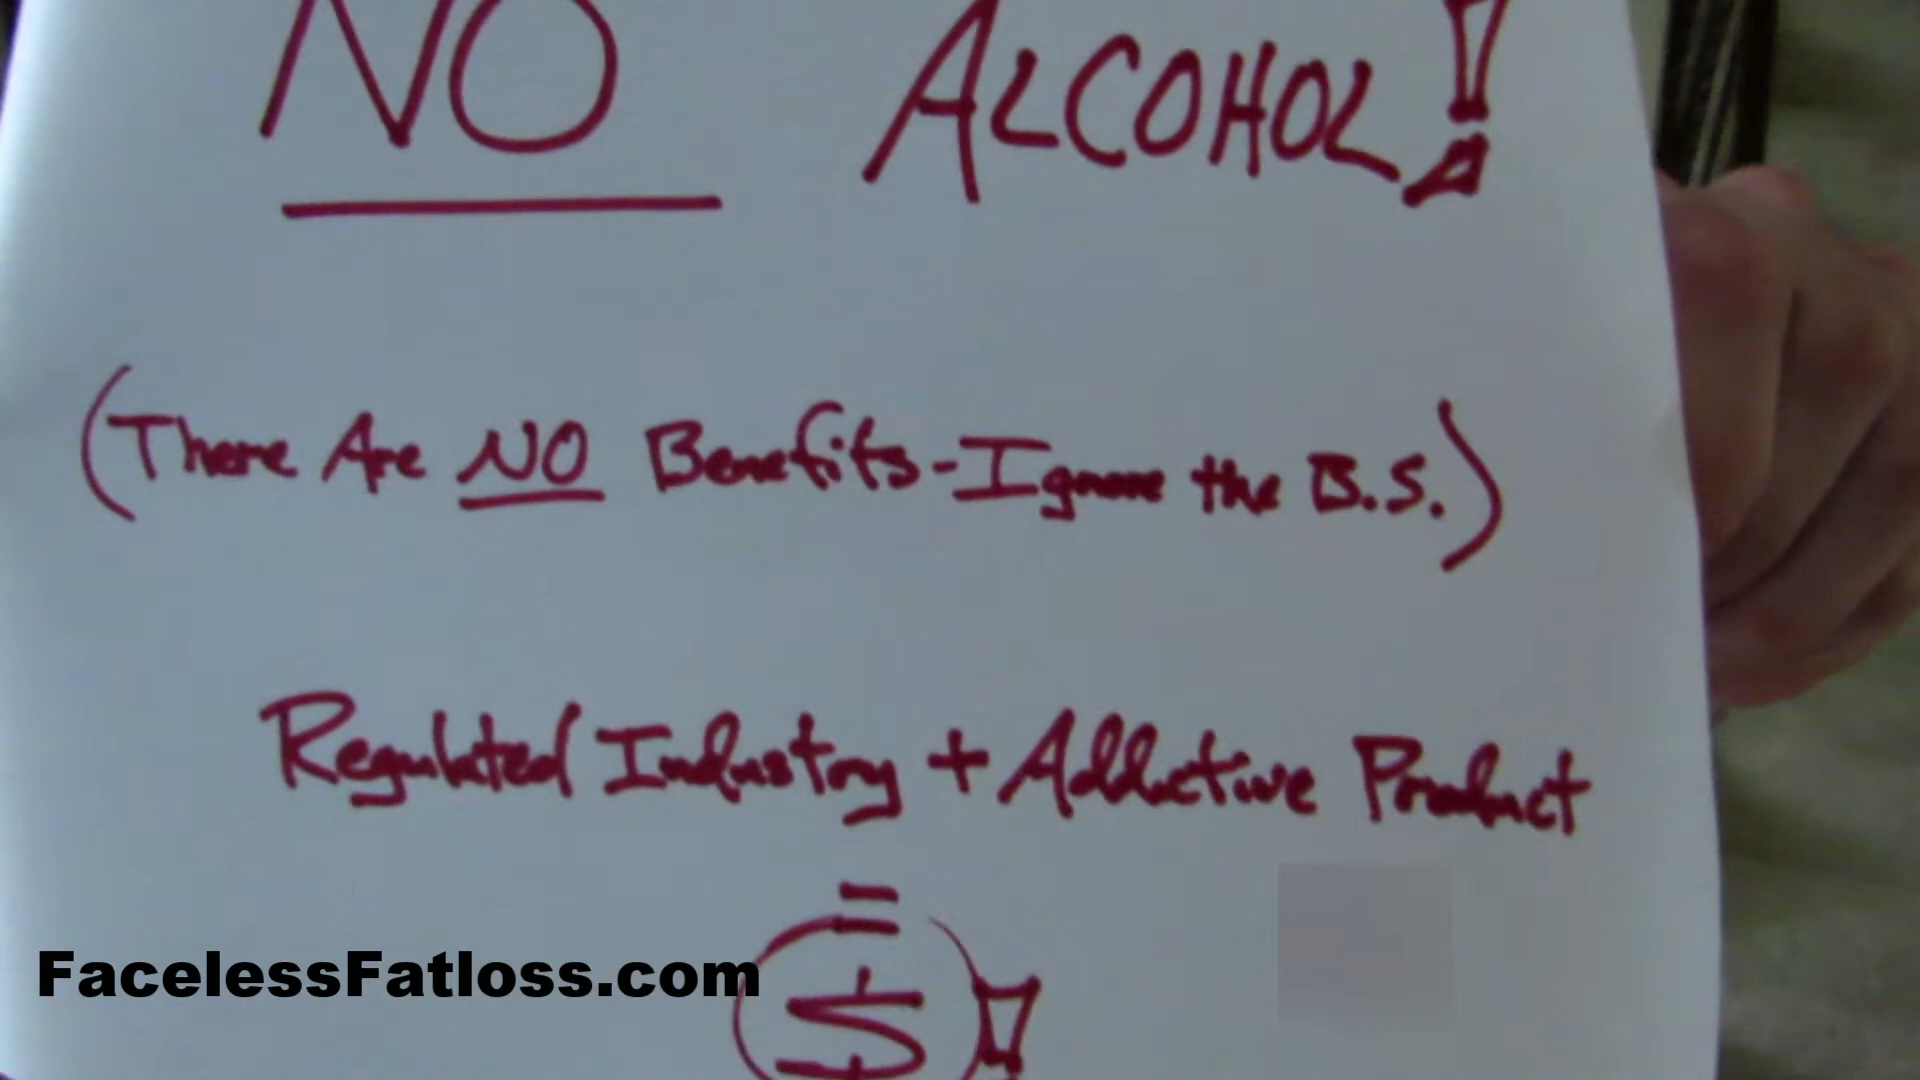 NO ALCOHOL!
(There Are NO Benefits-Ignore the B.S.)
Regulated Industry + Addictive Product
=
FacelessFatloss.com
$!